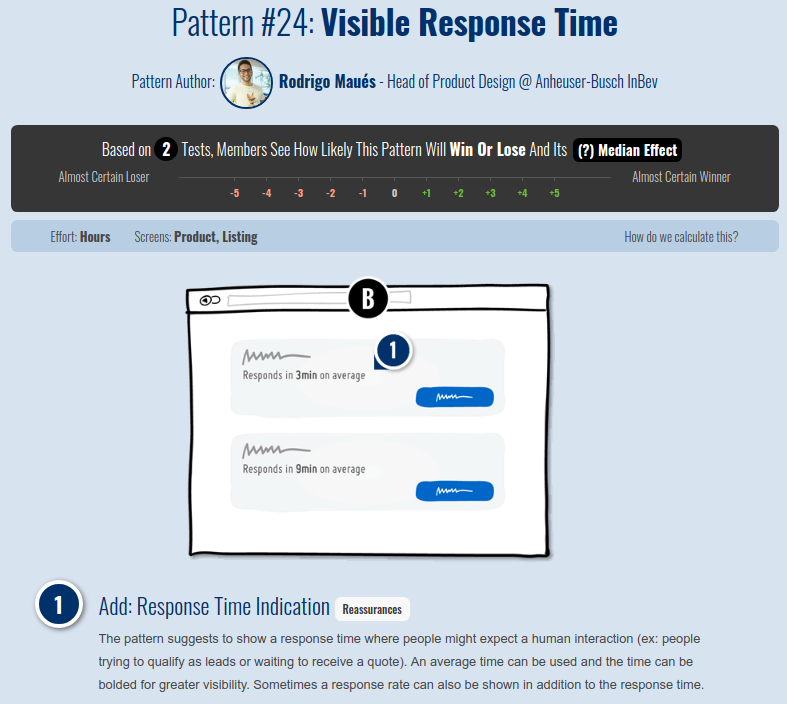 Pattern #24: Visible Response Time
Pattern Author: Rodrigo Maués - Head of Product Design @ Anheuser-Busch InBev
Based on 2 Tests, Members See How Likely This Pattern Will Win Or Lose And Its (?) Median Effect
Almost Certain Loser
-5 -4 -3 -2 -1 0 +1 +2 +3 +4 +5
Almost Certain Winner
Effort: Hours Screens: Product, Listing How do we calculate this?
B
1
Responds in 3min on average
Responds in 9min on average
1 Add: Response Time Indication Reassurances
The pattern suggests to show a response time where people might expect a human interaction (ex: people
trying to qualify as leads or waiting to receive a quote). An average time can be used and the time can be
bolded for greater visibility. Sometimes a response rate can also be shown in addition to the response time.